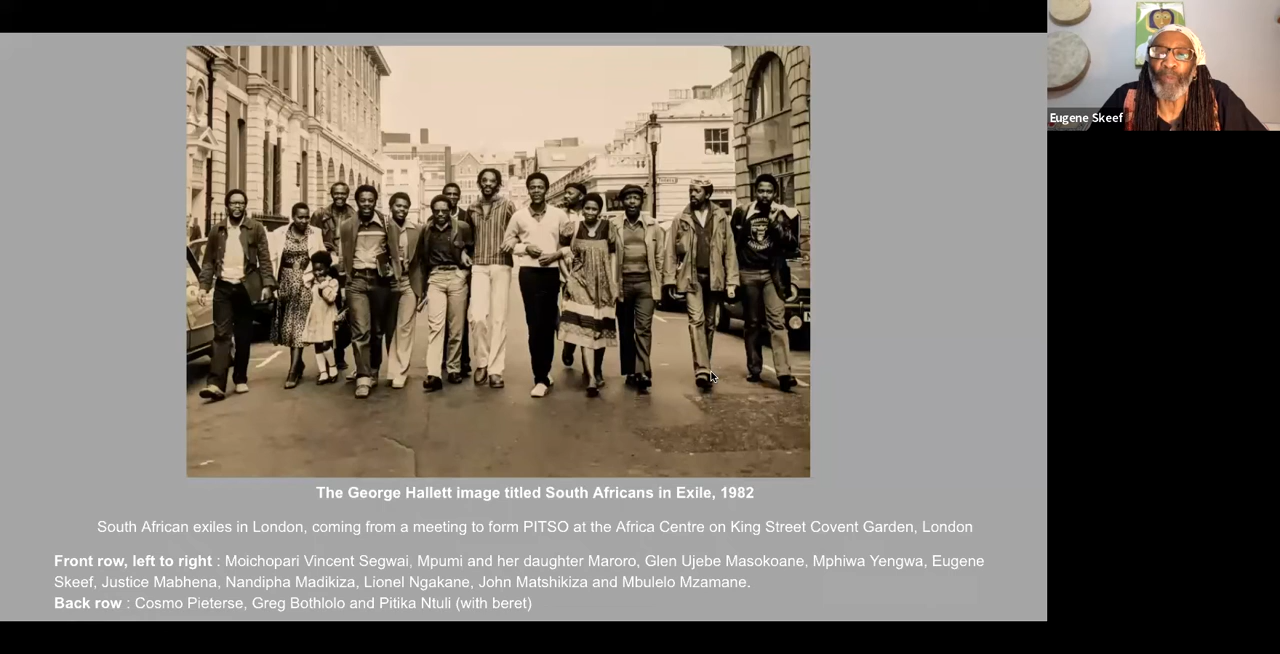 Eugene Skeef
The George Hallett image titled South Africans in Exile, 1982
South African exiles in London, coming from a meeting to form PITSO at the Africa Centre on King Street Covent Garden, London
Front row, left to right : Moichopari Vincent Segwai, Mpumi and her daughter Maroro, Glen Ujebe Masokoane, Mphiwa Yengwa, Eugene
Skeef, Justice Mabhena, Nandipha Madikiza, Lionel Ngakane, John Matshikiza and Mbulelo Mzamane.
Back row : Cosmo Pieterse, Greg Bothlolo and Pitika Ntuli (with beret)